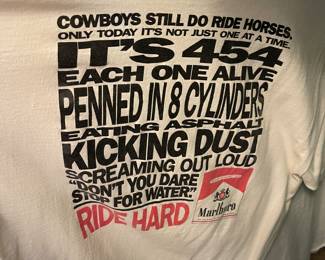 COWBOYS STILL DO RIDE HORSES.
ONLY TODAY IT'S NOT JUST ONE AT A TIME.
IT'S 454
EACH ONE ALIVE
PENNED IN 8 CYLINDERS
EATING ASPHALT
KICKING DUST
SCREAMING OUT LOUD
"DON'T YOU DARE
STOP FOR WATER."
RIDE HARD
Marlboro